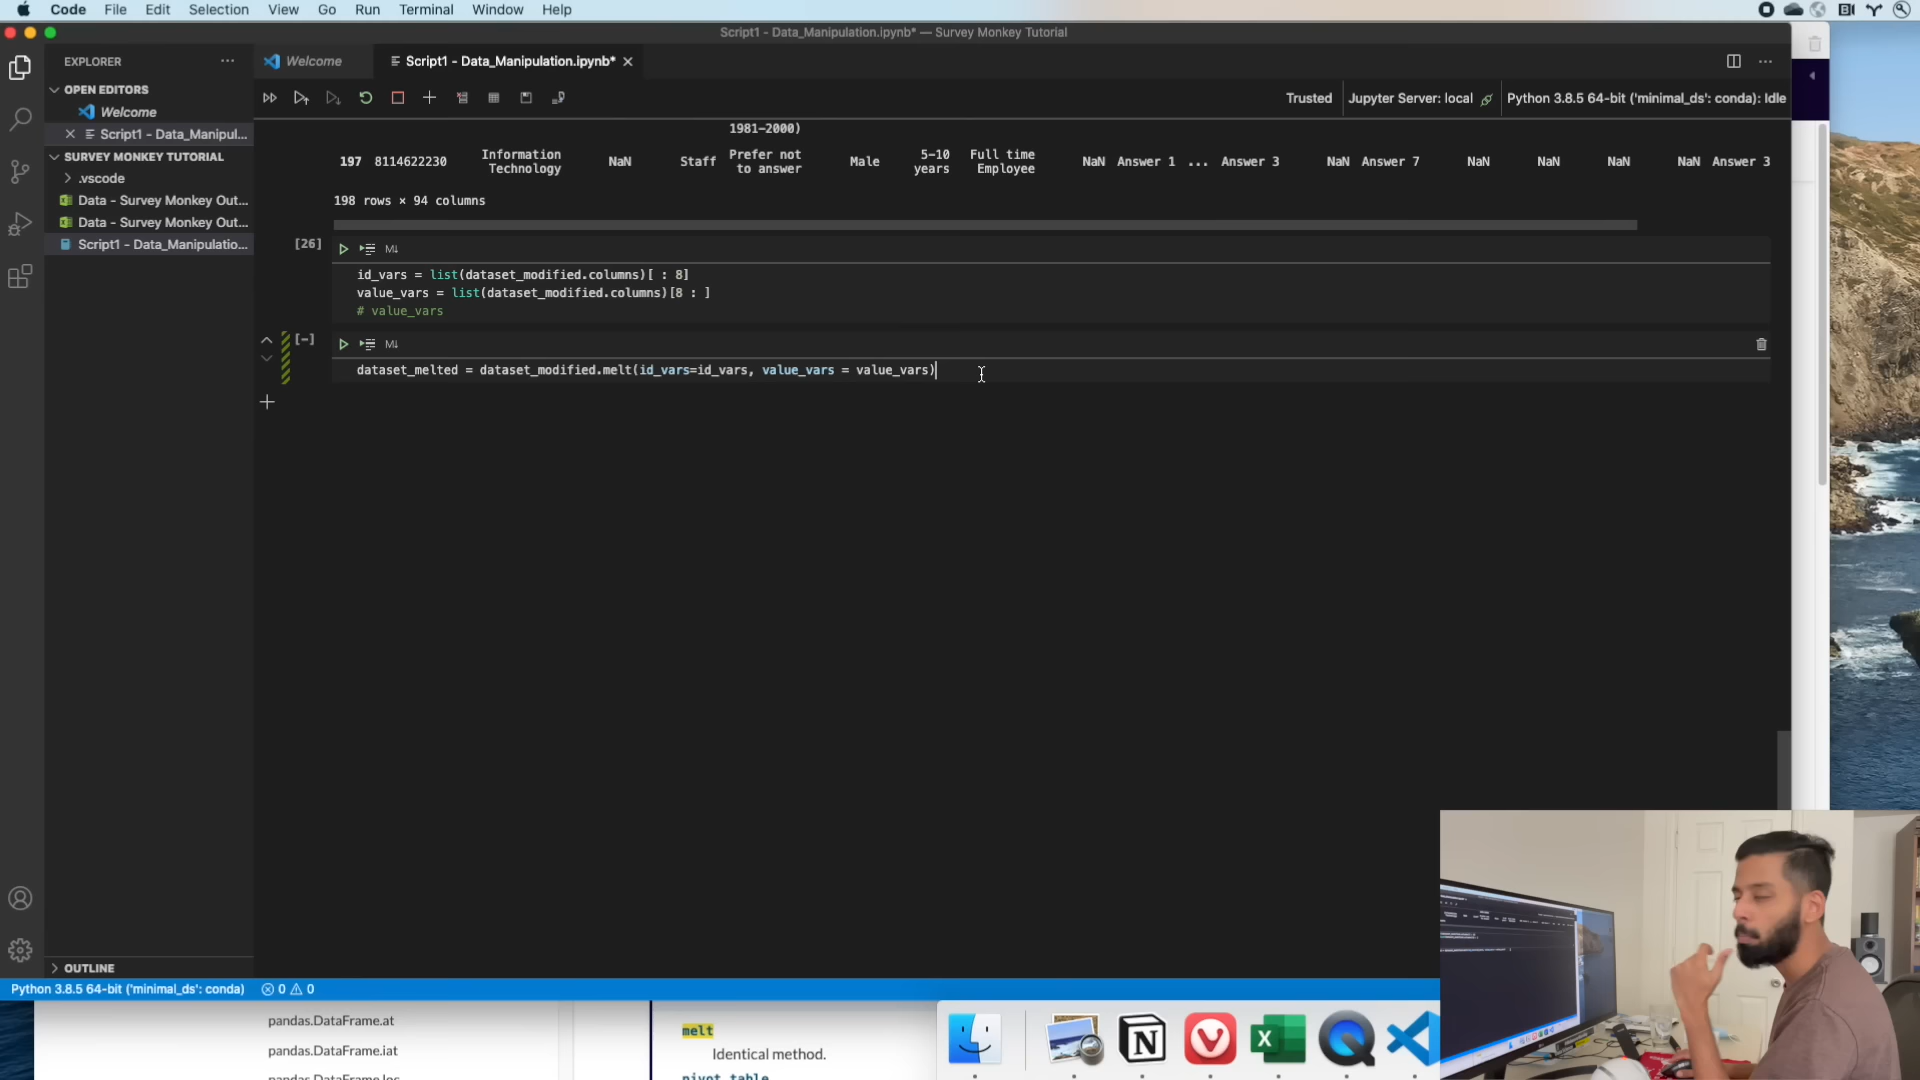 Code File Edit Selection View Go Run Terminal Window Help
Script1 - Data_Manipulation.ipynb* — Survey Monkey Tutorial
EXPLORER
Welcome
Script1 - Data_Manipulation.ipynb*
OPEN EDITORS
Welcome
Script1 - Data_Manipul...
SURVEY MONKEY TUTORIAL
.vscode
Data - Survey Monkey Out...
Data - Survey Monkey Out...
Script1 - Data_Manipulatio...
Trusted
Jupyter Server: local
Python 3.8.5 64-bit ('minimal_ds': conda): Idle
1981–2000)
197 8114622230 Information Technology NaN Staff Prefer not to answer Male 5-10 years Full time Employee NaN Answer 1 ... Answer 3 NaN Answer 7 NaN NaN NaN NaN Answer 3
198 rows × 94 columns
[26]
M↓
id_vars = list(dataset_modified.columns)[ : 8]
value_vars = list(dataset_modified.columns)[8 : ]
# value_vars
[-]
M↓
dataset_melted = dataset_modified.melt(id_vars=id_vars, value_vars = value_vars)
OUTLINE
Python 3.8.5 64-bit ('minimal_ds': conda) 0 0
pandas.DataFrame.at
pandas.DataFrame.iat
pandas.DataFrame.loc
melt
Identical method.
pivot_table